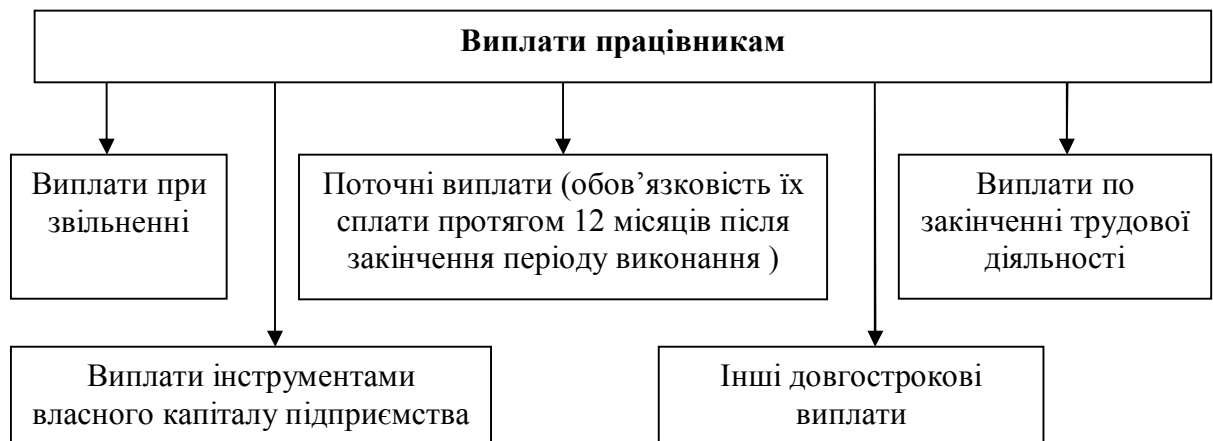 Виплати працівникам
Виплати при
звільненні
Поточні виплати (обов’язковість їх
сплати протягом 12 місяців після
закінчення періоду виконання )
Виплати по
закінченні трудової
діяльності
Виплати інструментами
власного капіталу підприємства
Інші довгострокові
виплати